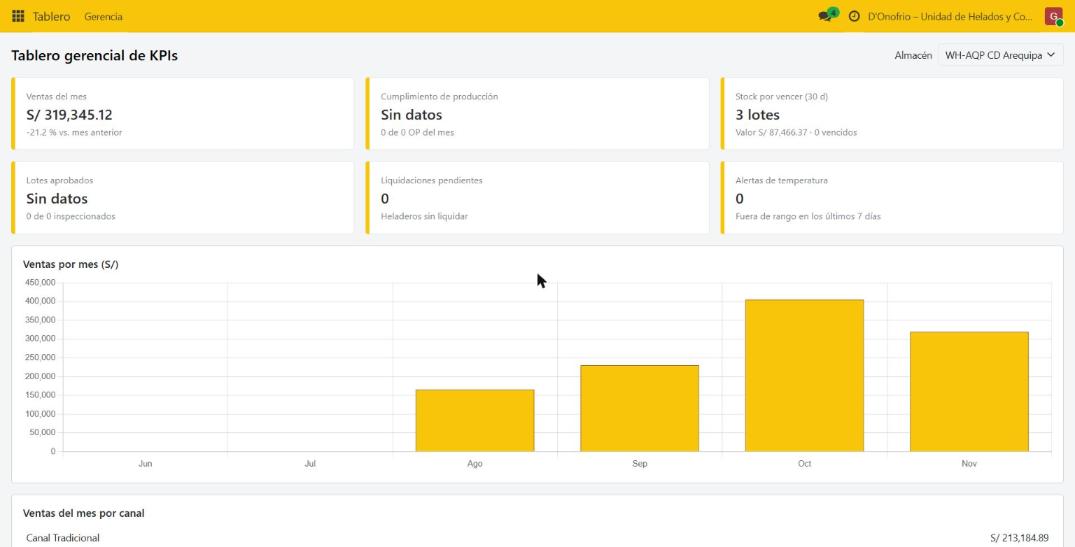 Tablero Gerencia 4 D'Onofrio – Unidad de Helados y Co... G
Tablero gerencial de KPIs
Almacén WH-AQP CD Arequipa
Ventas del mes
S/ 319,345.12
-21.2 % vs. mes anterior
Cumplimiento de producción
Sin datos
0 de 0 OP del mes
Stock por vencer (30 d)
3 lotes
Valor S/ 87,466.37 · 0 vencidos
Lotes aprobados
Sin datos
0 de 0 inspeccionados
Liquidaciones pendientes
0
Heladeros sin liquidar
Alertas de temperatura
0
Fuera de rango en los últimos 7 días
Ventas por mes (S/)
450,000
400,000
350,000
300,000
250,000
200,000
150,000
100,000
50,000
0
Jun Jul Ago Sep Oct Nov
Ventas del mes por canal
Canal Tradicional S/ 213,184.89